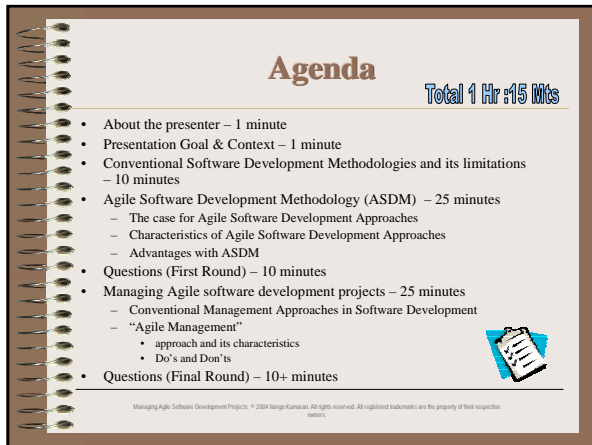 Agenda
Total 1 Hr :15 Mts
• About the presenter – 1 minute
• Presentation Goal & Context – 1 minute
• Conventional Software Development Methodologies and its limitations
– 10 minutes
• Agile Software Development Methodology (ASDM) – 25 minutes
– The case for Agile Software Development Approaches
– Characteristics of Agile Software Development Approaches
– Advantages with ASDM
• Questions (First Round) – 10 minutes
• Managing Agile software development projects – 25 minutes
– Conventional Management Approaches in Software Development
– “Agile Management”
• approach and its characteristics
• Do’s and Don’ts
• Questions (Final Round) – 10+ minutes
Managing Agile Software Development Projects. © 2004 Ilango Kumaran. All rights reserved. All registered trademarks are the property of their respective
owners.